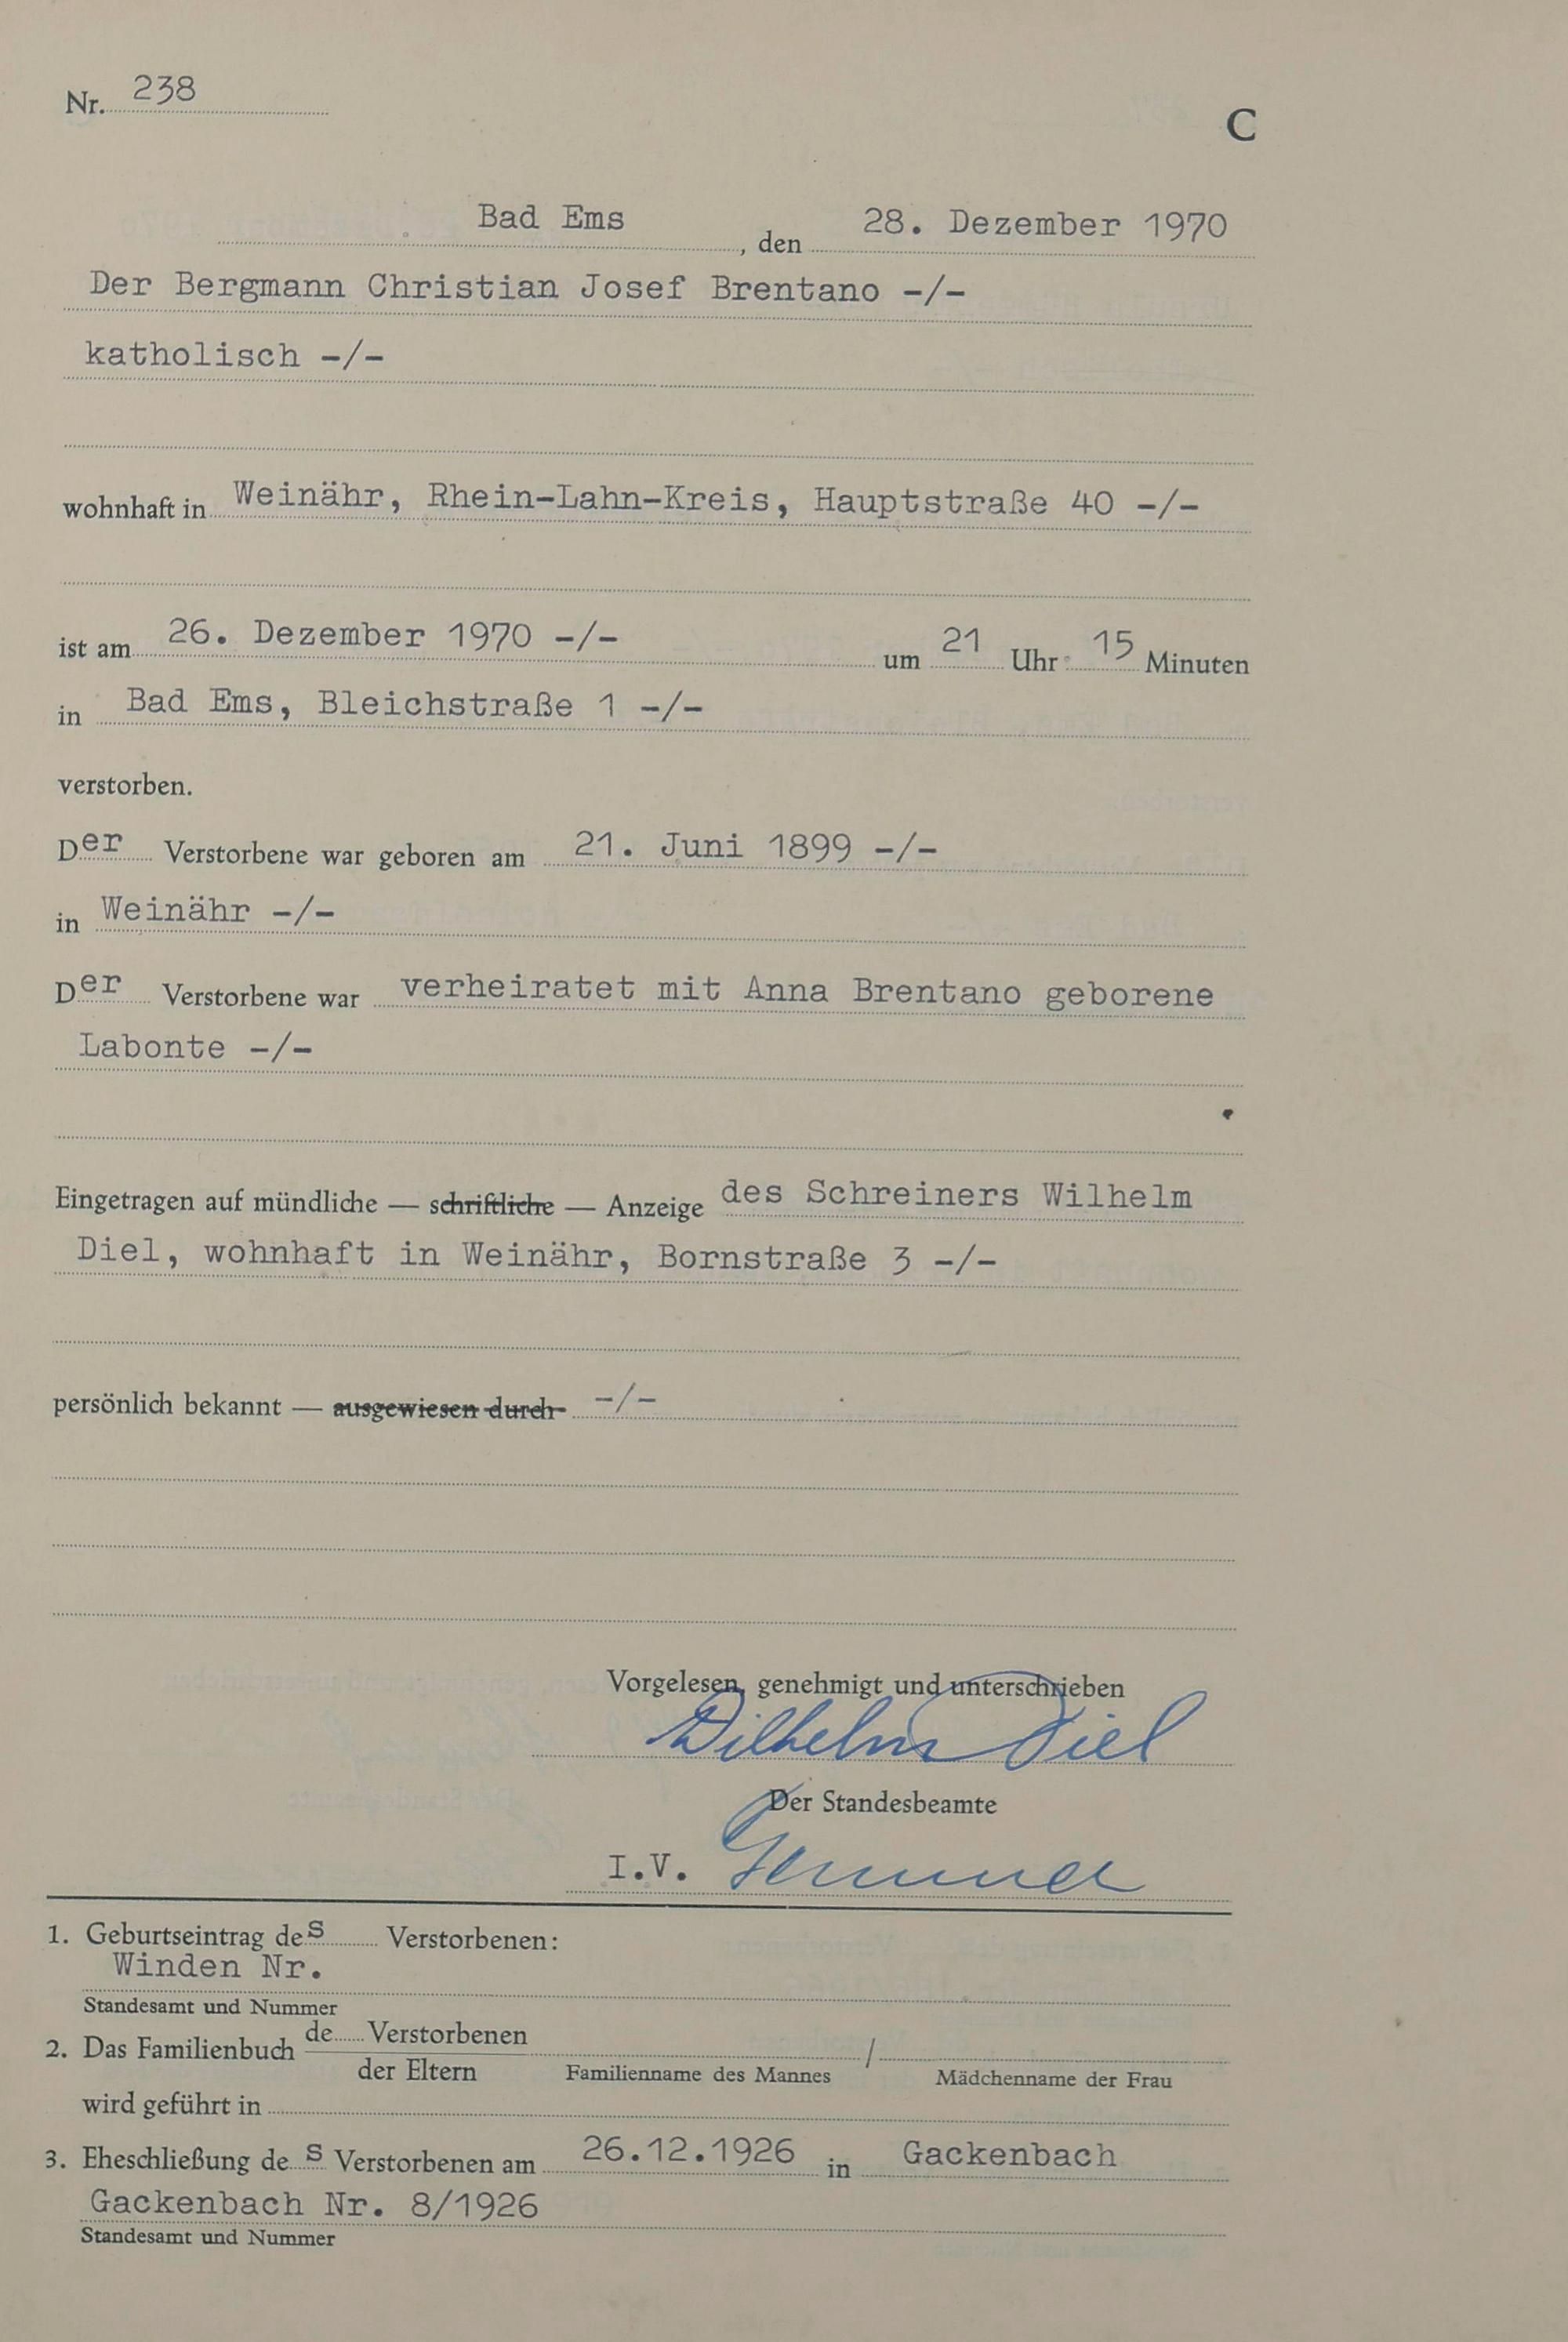 Nr. 238
C
Bad Ems, den 28. Dezember 1970
Der Bergmann Christian Josef Brentano -/-
katholisch -/-
wohnhaft in Weinähr, Rhein-Lahn-Kreis, Hauptstraße 40 -/-
ist am 26. Dezember 1970 -/- um 21 Uhr 15 Minuten
in Bad Ems, Bleichstraße 1 -/-
verstorben.
Der Verstorbene war geboren am 21. Juni 1899 -/-
in Weinähr -/-
Der Verstorbene war verheiratet mit Anna Brentano geborene
Labonte -/-
Eingetragen auf mündliche — schriftliche — Anzeige des Schreiners Wilhelm
Diel, wohnhaft in Weinähr, Bornstraße 3 -/-
persönlich bekannt — ausgewiesen durch -/-
Vorgelesen, genehmigt und unterschrieben
Wilhelm Diel
Der Standesbeamte
I.V.
1. Geburtseintrag des Verstorbenen:
Winden Nr.
Standesamt und Nummer
2. Das Familienbuch de Verstorbenen /
der Eltern Familienname des Mannes Mädchenname der Frau
wird geführt in
3. Eheschließung des Verstorbenen am 26.12.1926 in Gackenbach
Gackenbach Nr. 8/1926
Standesamt und Nummer